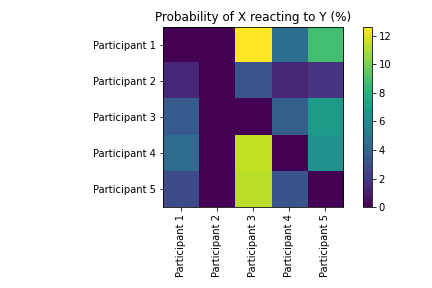 Probability of X reacting to Y (%)
Participant 1
Participant 2
Participant 3
Participant 4
Participant 5
Participant 1
Participant 2
Participant 3
Participant 4
Participant 5
12
10
8
6
4
2
0